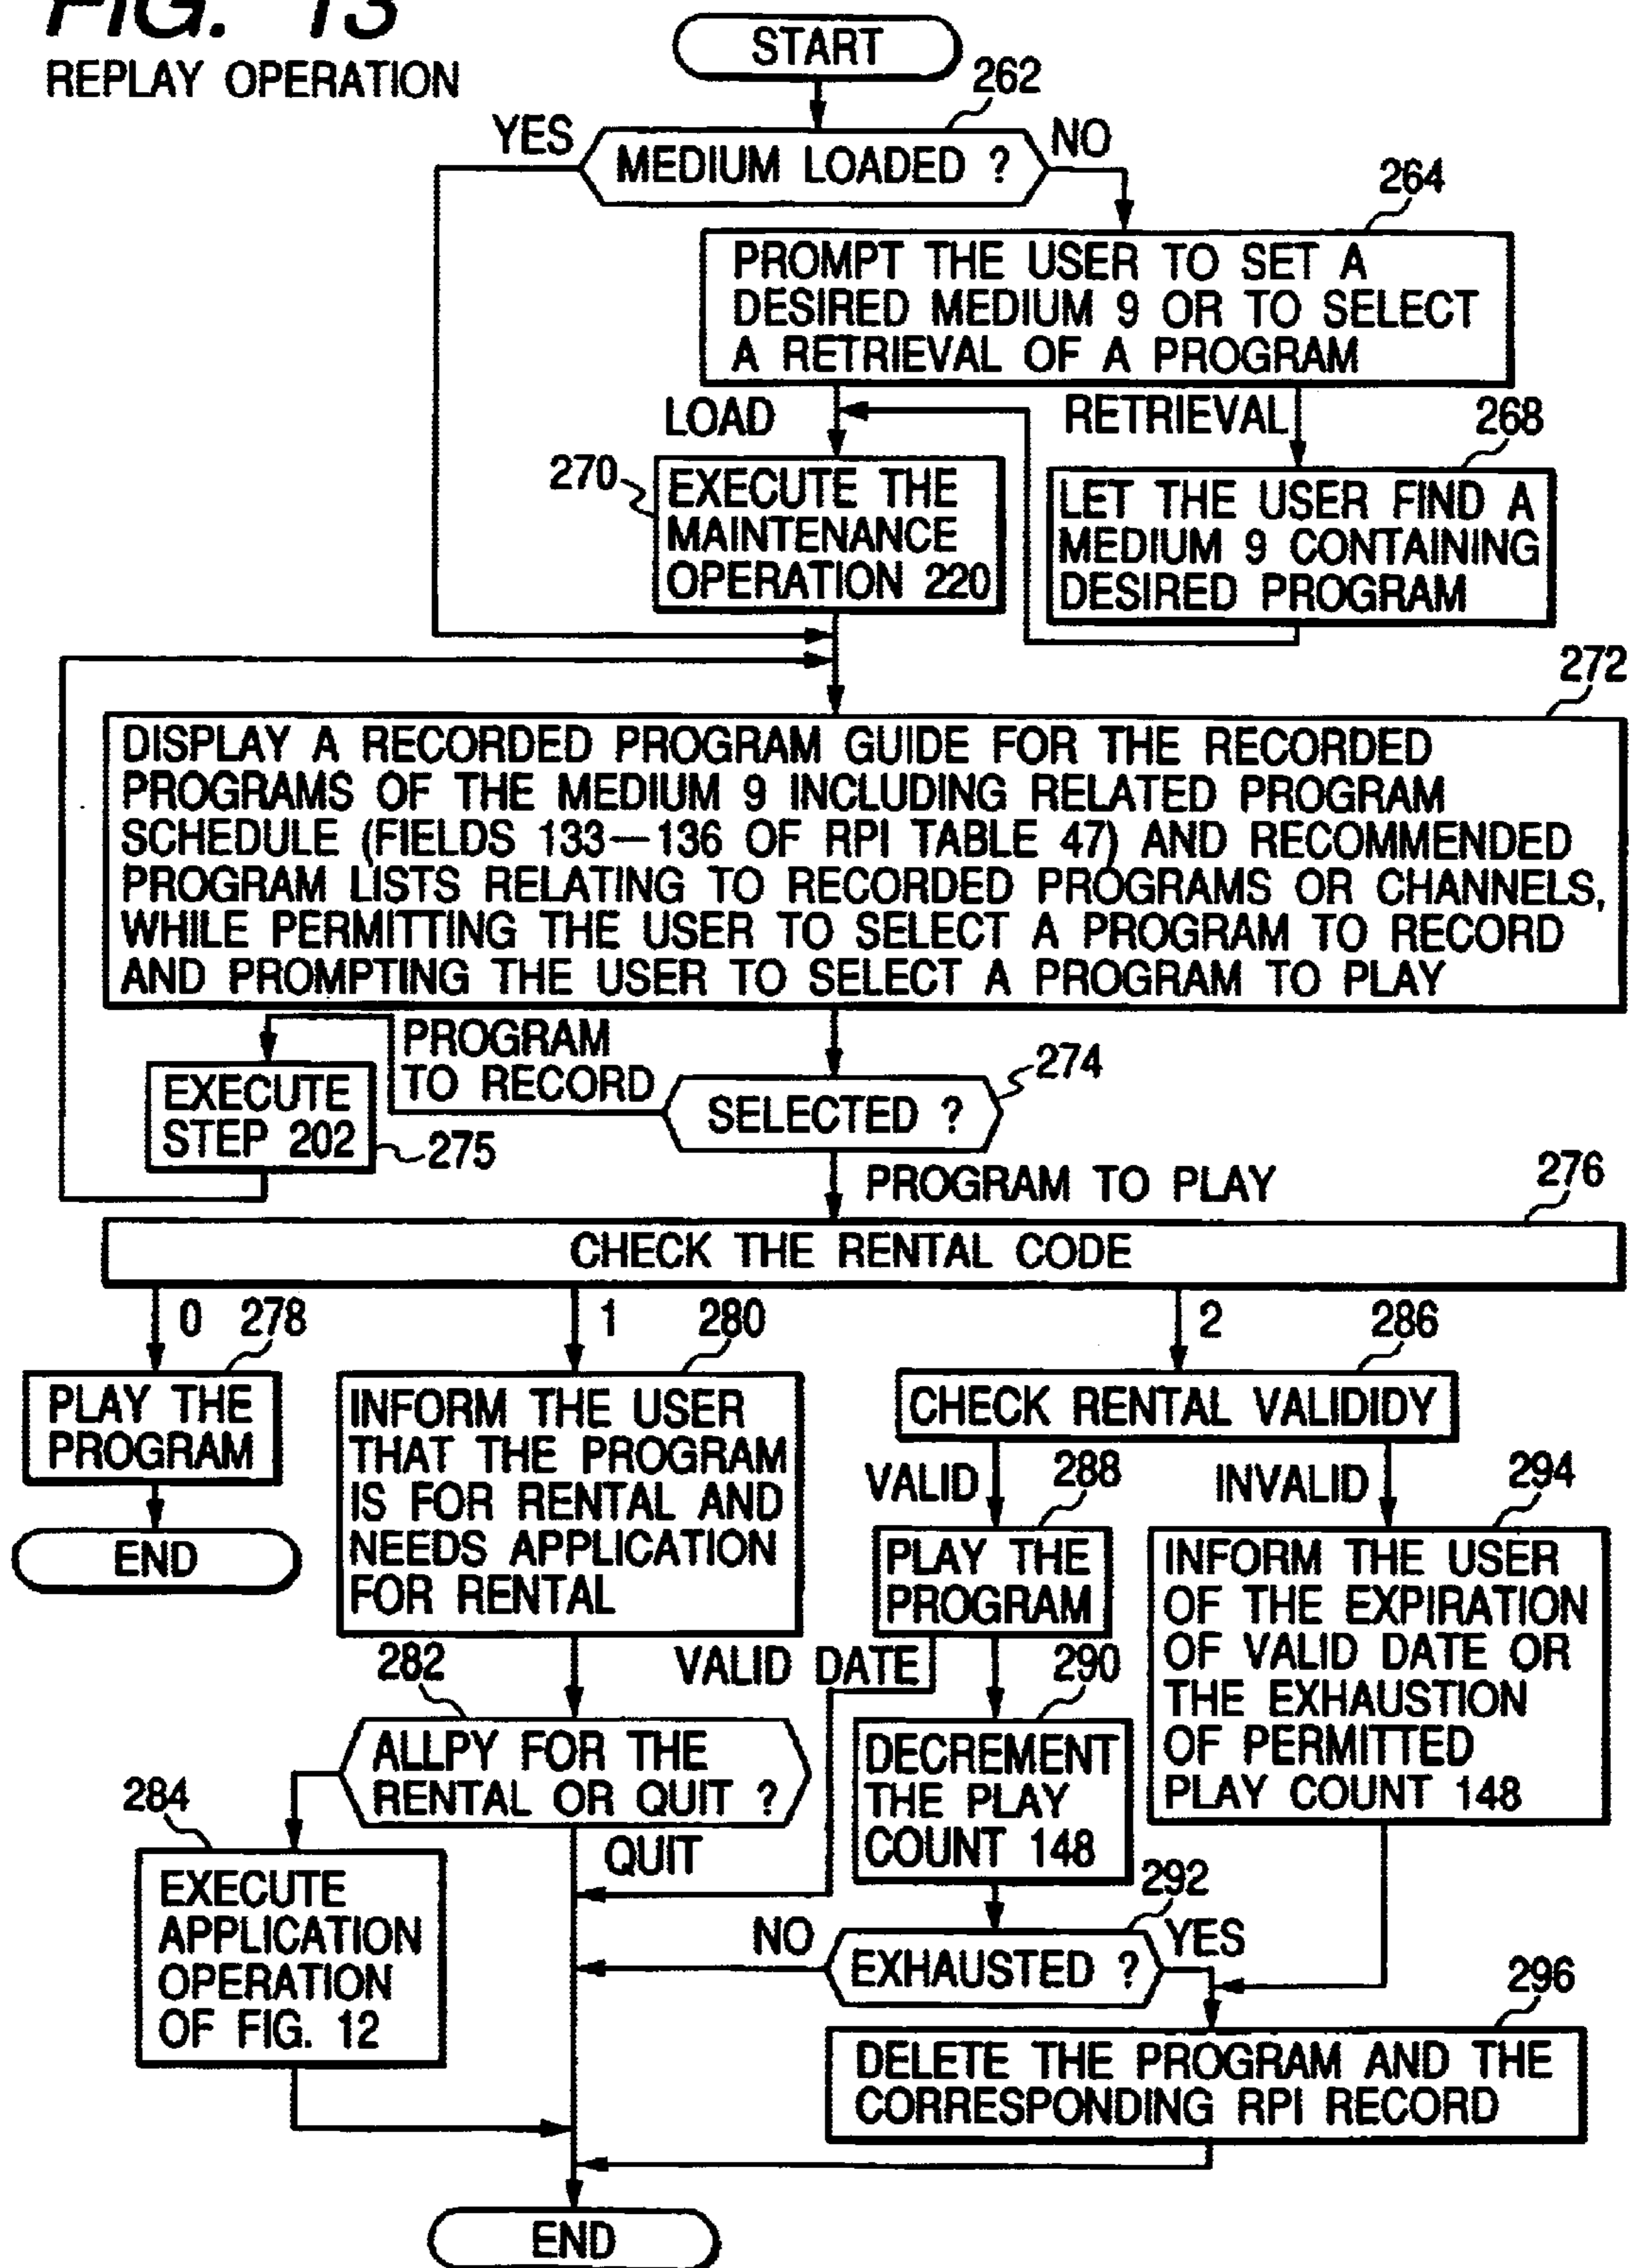 FIG. 13
REPLAY OPERATION
START
262
YES
MEDIUM LOADED ?
NO
264
PROMPT THE USER TO SET A
DESIRED MEDIUM 9 OR TO SELECT
A RETRIEVAL OF A PROGRAM
LOAD
RETRIEVAL
268
270
EXECUTE THE
MAINTENANCE
OPERATION 220
LET THE USER FIND A
MEDIUM 9 CONTAINING
DESIRED PROGRAM
272
DISPLAY A RECORDED PROGRAM GUIDE FOR THE RECORDED
PROGRAMS OF THE MEDIUM 9 INCLUDING RELATED PROGRAM
SCHEDULE (FIELDS 133—136 OF RPI TABLE 47) AND RECOMMENDED
PROGRAM LISTS RELATING TO RECORDED PROGRAMS OR CHANNELS,
WHILE PERMITTING THE USER TO SELECT A PROGRAM TO RECORD
AND PROMPTING THE USER TO SELECT A PROGRAM TO PLAY
PROGRAM
TO RECORD
274
SELECTED ?
EXECUTE
STEP 202
275
PROGRAM TO PLAY
276
CHECK THE RENTAL CODE
0
278
1
280
2
286
PLAY THE
PROGRAM
END
INFORM THE USER
THAT THE PROGRAM
IS FOR RENTAL AND
NEEDS APPLICATION
FOR RENTAL
CHECK RENTAL VALIDIDY
VALID
288
INVALID
294
PLAY THE
PROGRAM
INFORM THE USER
OF THE EXPIRATION
OF VALID DATE OR
THE EXHAUSTION
OF PERMITTED
PLAY COUNT 148
282
VALID DATE
290
ALLPY FOR THE
RENTAL OR QUIT ?
DECREMENT
THE PLAY
COUNT 148
284
QUIT
EXECUTE
APPLICATION
OPERATION
OF FIG. 12
292
NO
EXHAUSTED ?
YES
296
DELETE THE PROGRAM AND THE
CORRESPONDING RPI RECORD
END